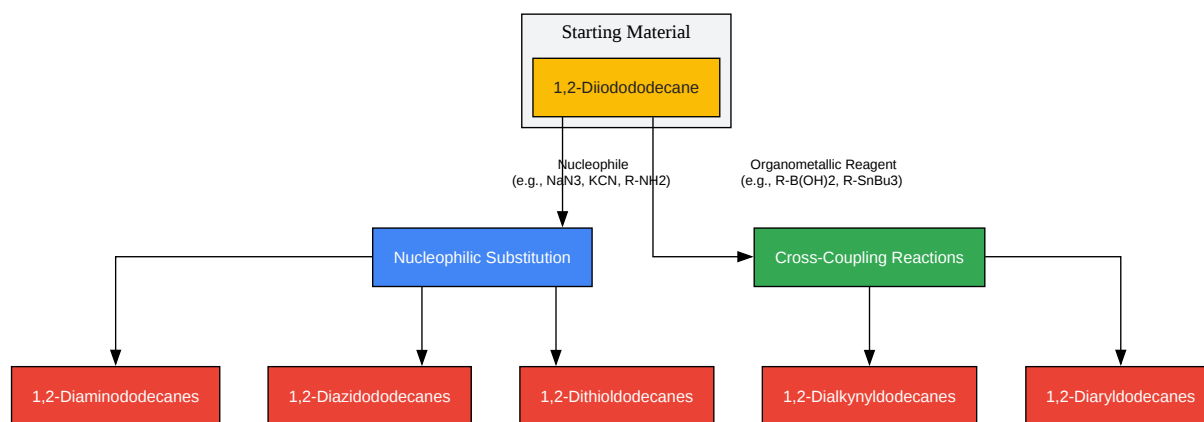 Starting Material
1,2-Diiodododecane
Nucleophile
(e.g., NaN3, KCN, R-NH2)
Organometallic Reagent
(e.g., R-B(OH)2, R-SnBu3)
Nucleophilic Substitution
Cross-Coupling Reactions
1,2-Diaminododecanes
1,2-Diazidododecanes
1,2-Dithioldodecanes
1,2-Dialkynyldodecanes
1,2-Diaryldodecanes